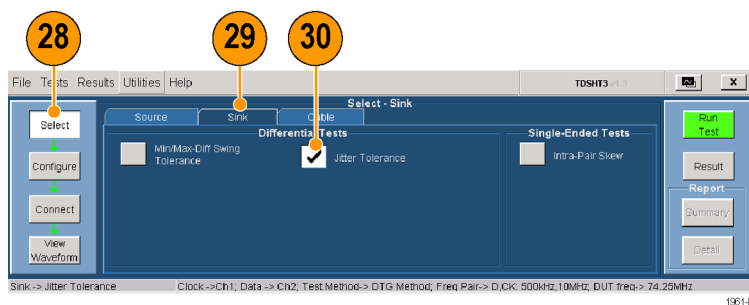 28 29 30
File Tests Results Utilities Help TDSHT3 v1.3 x
Select - Sink
Select Source Sink Cable Run Test
Differential Tests Single-Ended Tests
Min/Max-Diff Swing Tolerance Jitter Tolerance Intra-Pair Skew
Configure Result
Report
Connect Summary
View Waveform Detail
Sink -> Jitter Tolerance Clock->Ch1; Data -> Ch2; Test Method-> DTG Method; Freq Pair-> D,CK: 500kHz,10MHz; DUT freq-> 74.25MHz